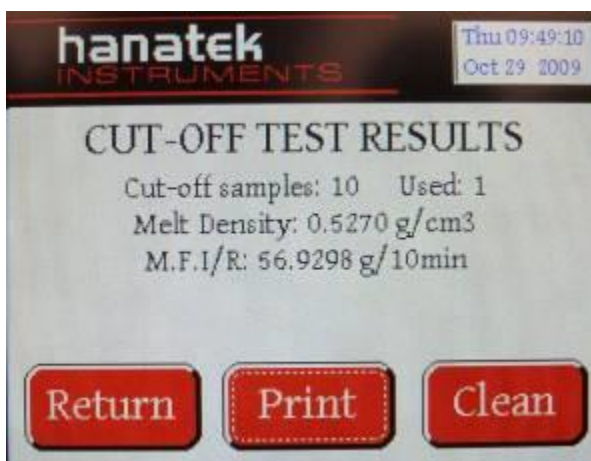 hanatek
INSTRUMENTS
Thu 09:49:10
Oct 29 2009
CUT-OFF TEST RESULTS
Cut-off samples: 10 Used: 1
Melt Density: 0.5270 g/cm3
M.F.I/R: 56.9298 g/10min
Return Print Clean